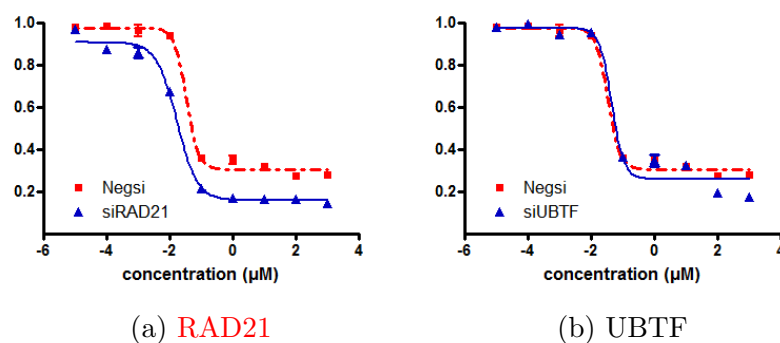 1.0
0.8
0.6
0.4
0.2
Negsi
siRAD21
-6 -4 -2 0 2 4
concentration (µM)
(a) RAD21
1.0
0.8
0.6
0.4
0.2
Negsi
siUBTF
-6 -4 -2 0 2 4
concentration (µM)
(b) UBTF